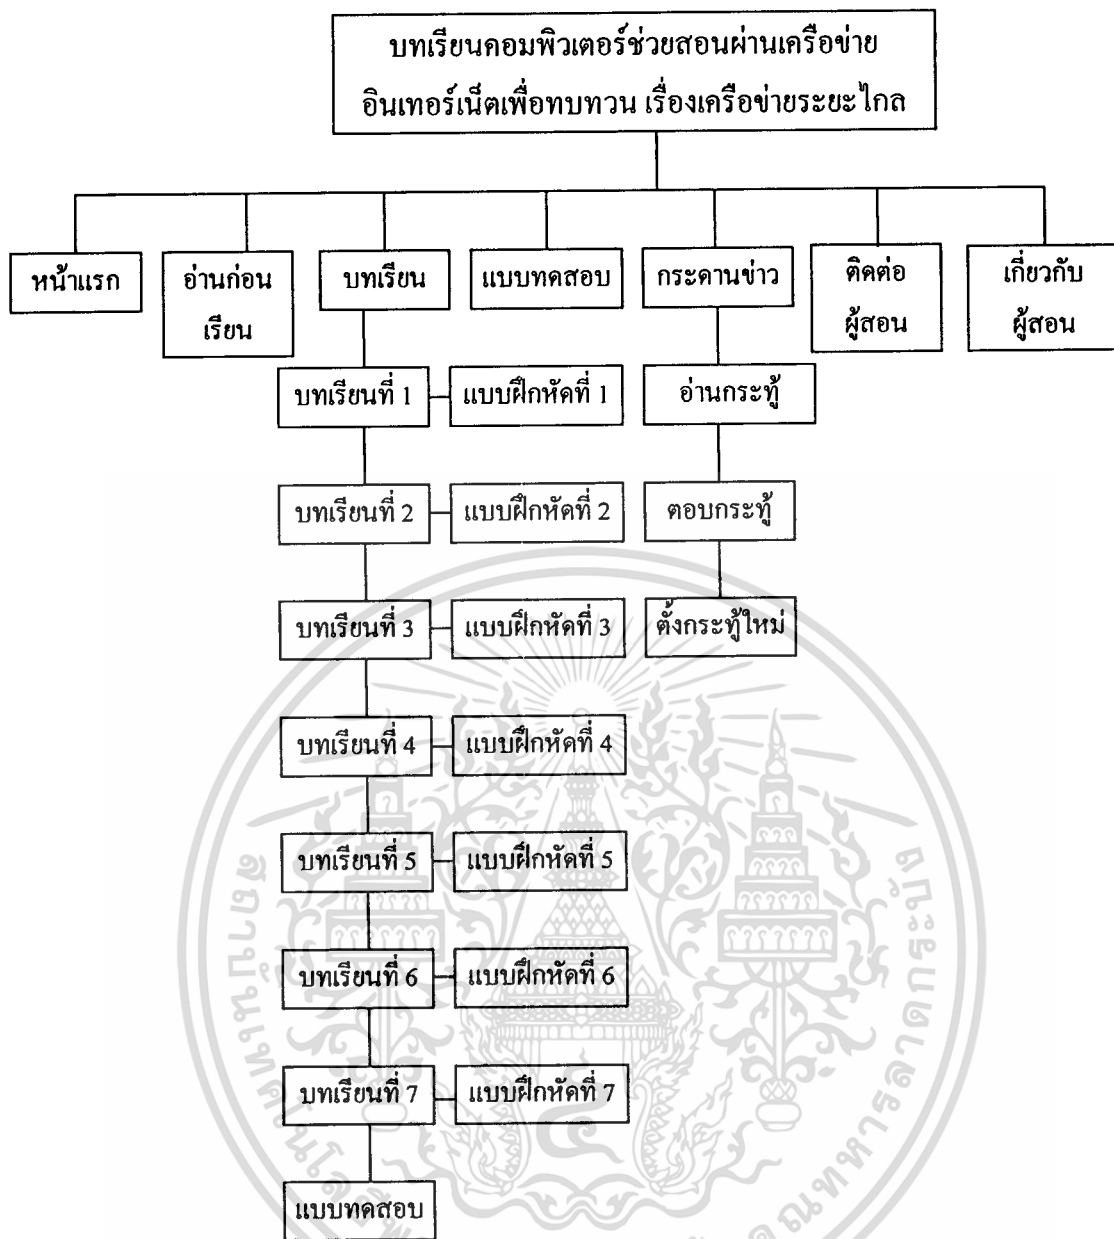 บทเรียนคอมพิวเตอร์ช่วยสอนผ่านเครือข่าย
อินเทอร์เน็ตเพื่อทบทวน เรื่องเครือข่ายระยะไกล
หน้าแรก
อ่านก่อน
เรียน
บทเรียน
แบบทดสอบ
กระดานข่าว
ติดต่อ
ผู้สอน
เกี่ยวกับ
ผู้สอน
บทเรียนที่ 1
แบบฝึกหัดที่ 1
อ่านกระทู้
บทเรียนที่ 2
แบบฝึกหัดที่ 2
ตอบกระทู้
บทเรียนที่ 3
แบบฝึกหัดที่ 3
ตั้งกระทู้ใหม่
บทเรียนที่ 4
แบบฝึกหัดที่ 4
บทเรียนที่ 5
แบบฝึกหัดที่ 5
บทเรียนที่ 6
แบบฝึกหัดที่ 6
บทเรียนที่ 7
แบบฝึกหัดที่ 7
แบบทดสอบ